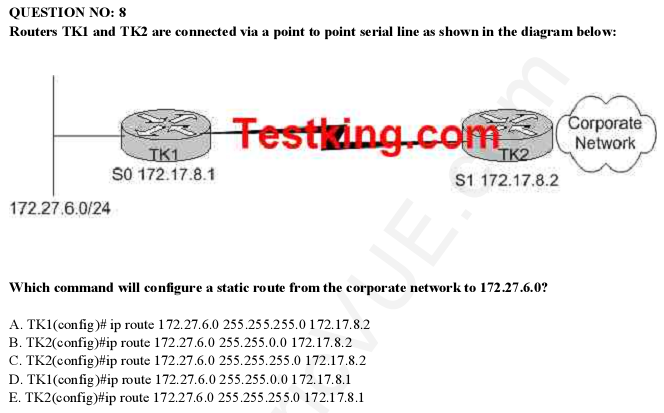 QUESTION NO: 8
Routers TK1 and TK2 are connected via a point to point serial line as shown in the diagram below:
Testking.com
Corporate
Network
TK1
TK2
S0 172.17.8.1
S1 172.17.8.2
172.27.6.0/24
Which command will configure a static route from the corporate network to 172.27.6.0?
A. TK1(config)# ip route 172.27.6.0 255.255.255.0 172.17.8.2
B. TK2(config)#ip route 172.27.6.0 255.255.0.0 172.17.8.2
C. TK2(config)#ip route 172.27.6.0 255.255.255.0 172.17.8.2
D. TK1(config)#ip route 172.27.6.0 255.255.0.0 172.17.8.1
E. TK2(config)#ip route 172.27.6.0 255.255.255.0 172.17.8.1